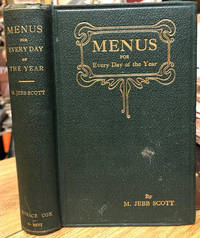 MENUS
FOR
EVERY DAY
OF
THE YEAR
M. JEBB SCOTT
COX
MENUS
FOR
Every Day of the Year
By
M. JEBB SCOTT